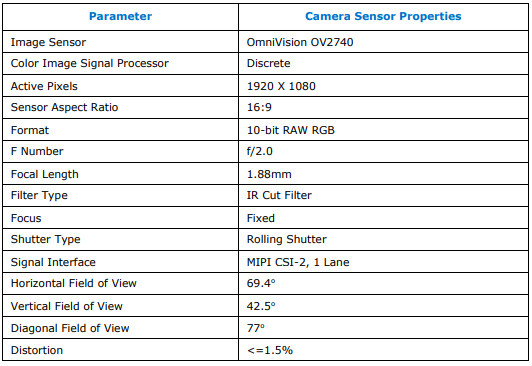 Parameter Camera Sensor Properties
Image Sensor OmniVision OV2740
Color Image Signal Processor Discrete
Active Pixels 1920 X 1080
Sensor Aspect Ratio 16:9
Format 10-bit RAW RGB
F Number f/2.0
Focal Length 1.88mm
Filter Type IR Cut Filter
Focus Fixed
Shutter Type Rolling Shutter
Signal Interface MIPI CSI-2, 1 Lane
Horizontal Field of View 69.4º
Vertical Field of View 42.5º
Diagonal Field of View 77º
Distortion <=1.5%